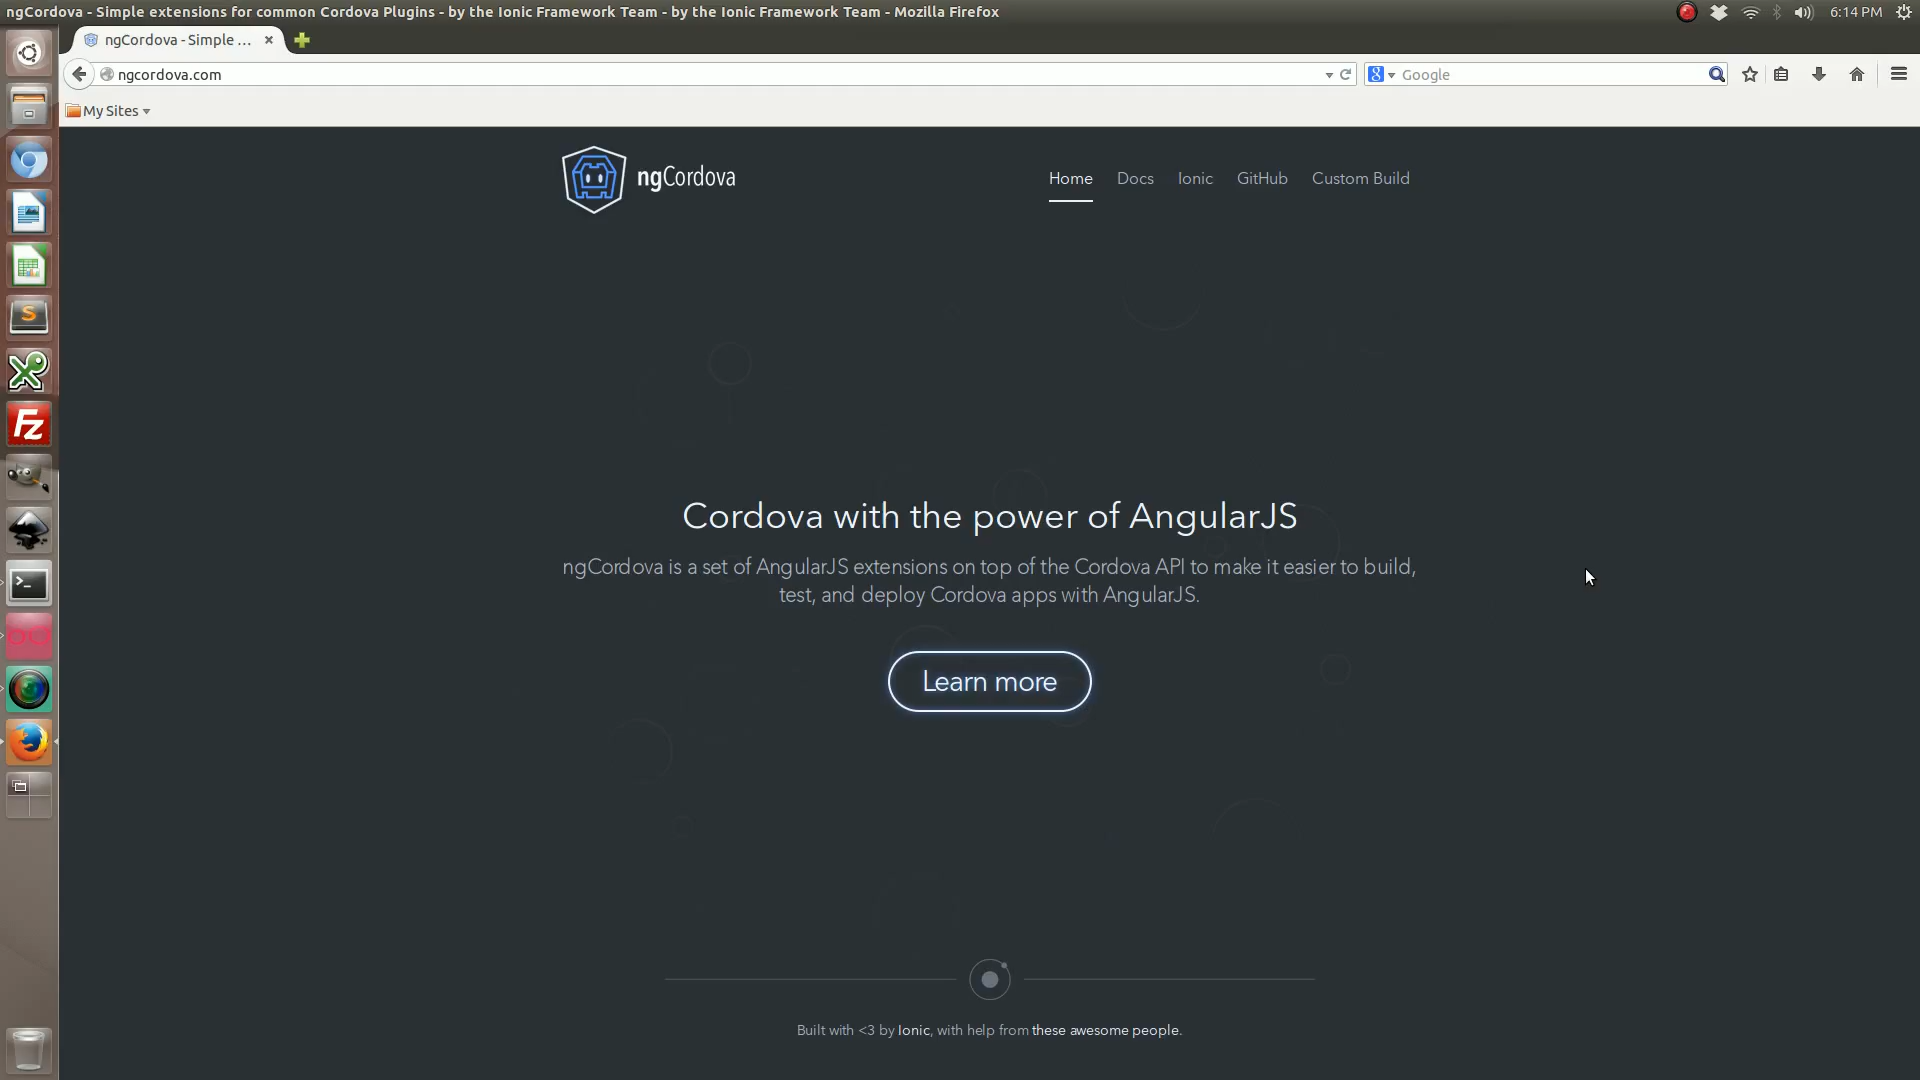 ngCordova - Simple extensions for common Cordova Plugins - by the Ionic Framework Team - by the Ionic Framework Team - Mozilla Firefox
6:14 PM
ngCordova - Simple ...
ngcordova.com
8
Google
My Sites
ngCordova
Home
Docs
Ionic
GitHub
Custom Build
S
X
Fz
>_
Cordova with the power of AngularJS
ngCordova is a set of AngularJS extensions on top of the Cordova API to make it easier to build,
test, and deploy Cordova apps with AngularJS.
Learn more
Built with <3 by Ionic, with help from these awesome people.